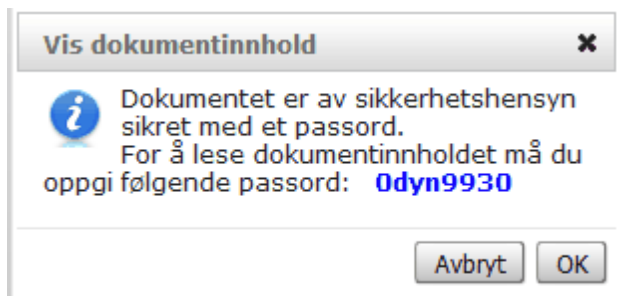 Vis dokumentinnhold
Dokumentet er av sikkerhetshensyn
sikret med et passord.
For å lese dokumentinnholdet må du
oppgi følgende passord: 0dyn9930
Avbryt OK